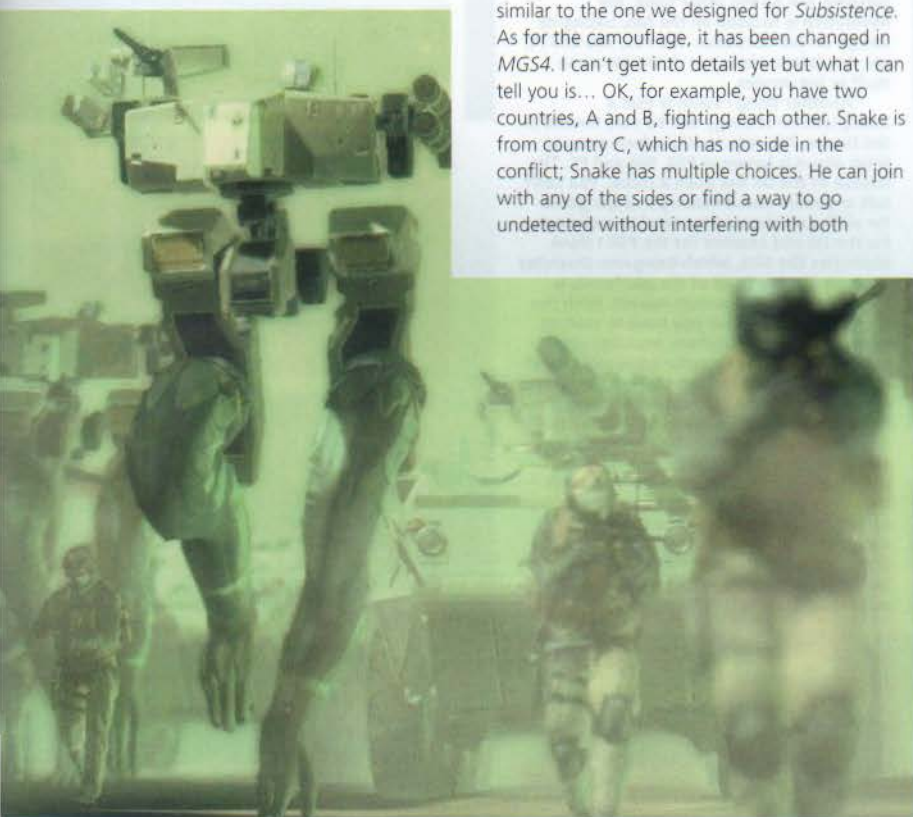 similar to the one we designed for Subsistence.
As for the camouflage, it has been changed in
MGS4. I can't get into details yet but what I can
tell you is... OK, for example, you have two
countries, A and B, fighting each other. Snake is
from country C, which has no side in the
conflict; Snake has multiple choices. He can join
with any of the sides or find a way to go
undetected without interfering with both